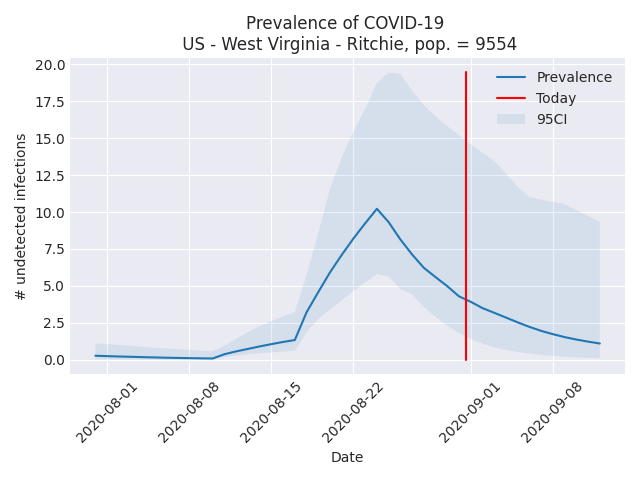 Prevalence of COVID-19
US - West Virginia - Ritchie, pop. = 9554
20.0
17.5
15.0
12.5
10.0
7.5
5.0
2.5
0.0
# undetected infections
Prevalence
Today
95CI
2020-08-01
2020-08-08
2020-08-15
2020-08-22
2020-09-01
2020-09-08
Date